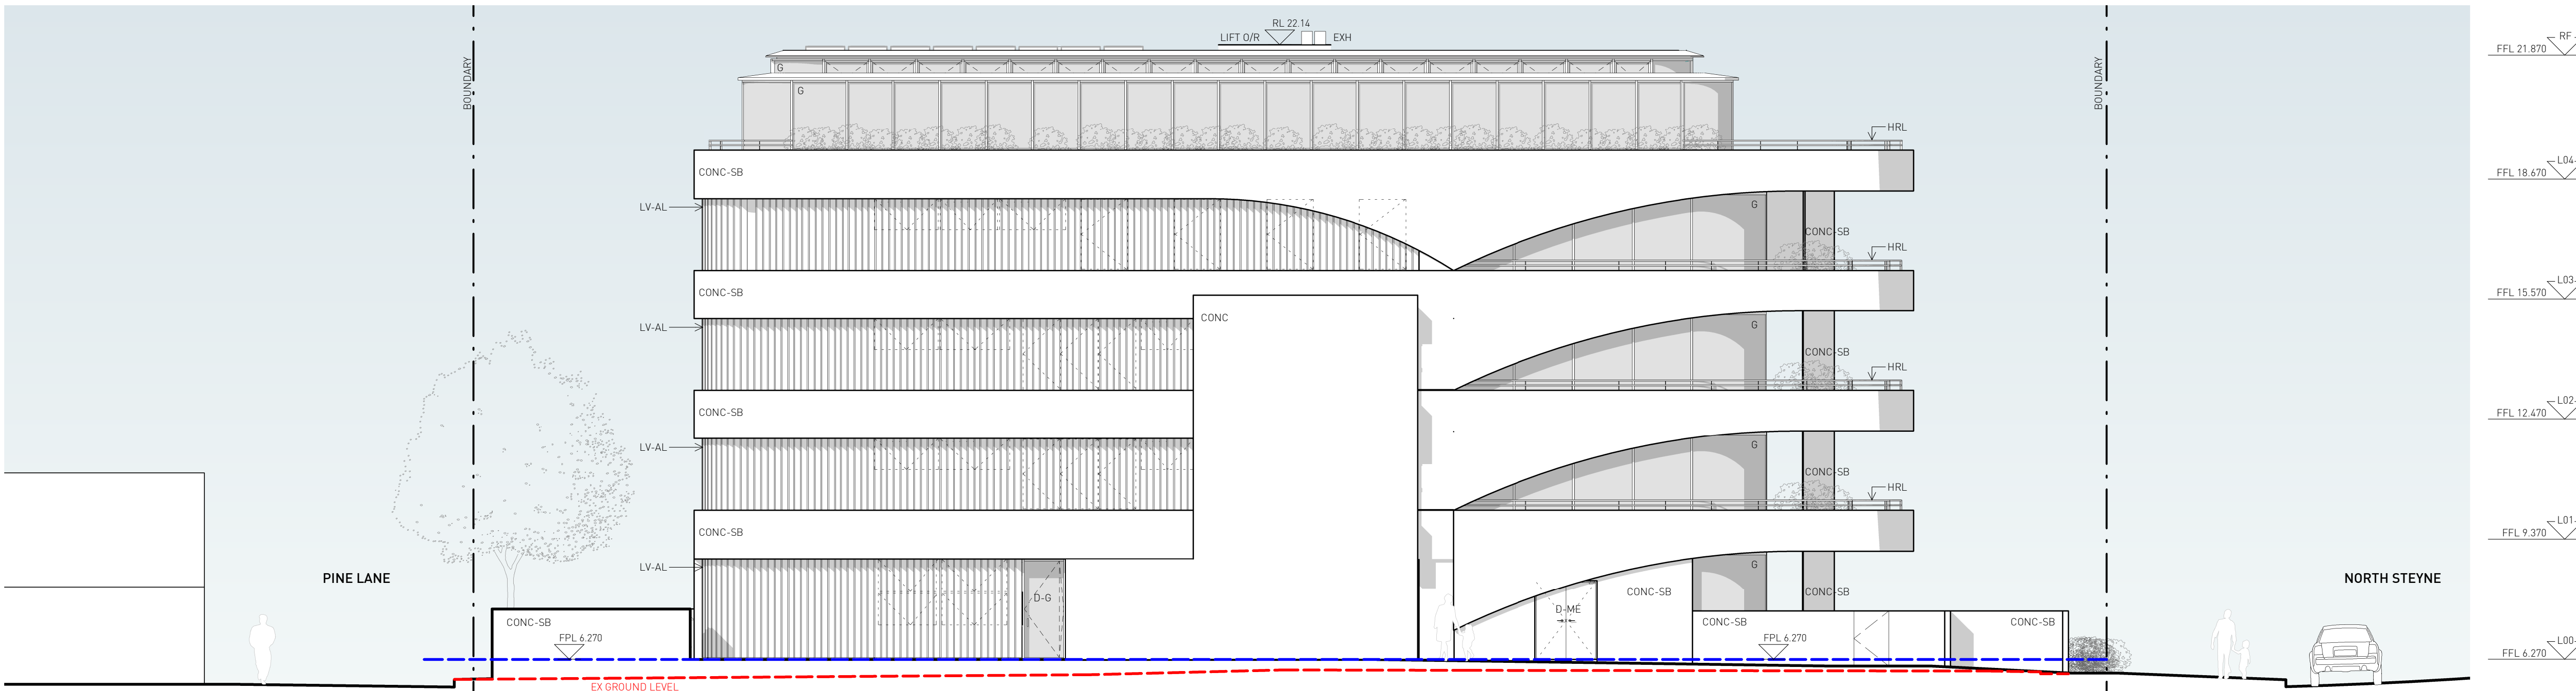 RL 22.14
LIFT O/R
EXH
RF
FFL 21.870
BOUNDARY
BOUNDARY
G
G
HRL
CONC-SB
L04-
FFL 18.670
LV-AL
G
CONC-SB
HRL
CONC-SB
L03-
FFL 15.570
CONC
LV-AL
G
CONC-SB
HRL
CONC-SB
L02-
FFL 12.470
LV-AL
G
CONC-SB
HRL
CONC-SB
L01-
FFL 9.370
LV-AL
G
PINE LANE
NORTH STEYNE
D-G
CONC-SB
CONC-SB
D-ME
CONC-SB
CONC-SB
CONC-SB
FPL 6.270
FPL 6.270
L00-
FFL 6.270
EX GROUND LEVEL